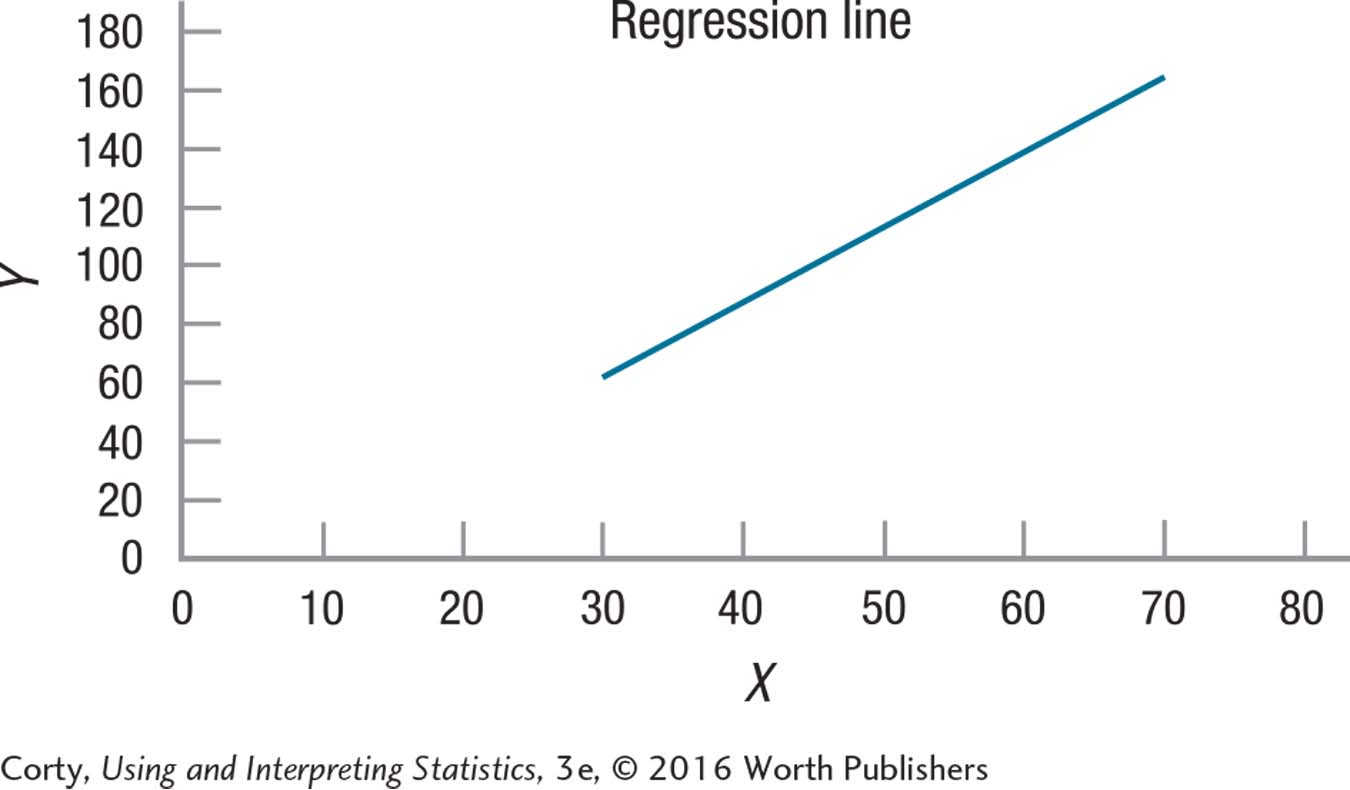 Regression line
180
160
140
120
100
80
60
40
20
0
Y
0 10 20 30 40 50 60 70 80
X
Corty, Using and Interpreting Statistics, 3e, © 2016 Worth Publishers